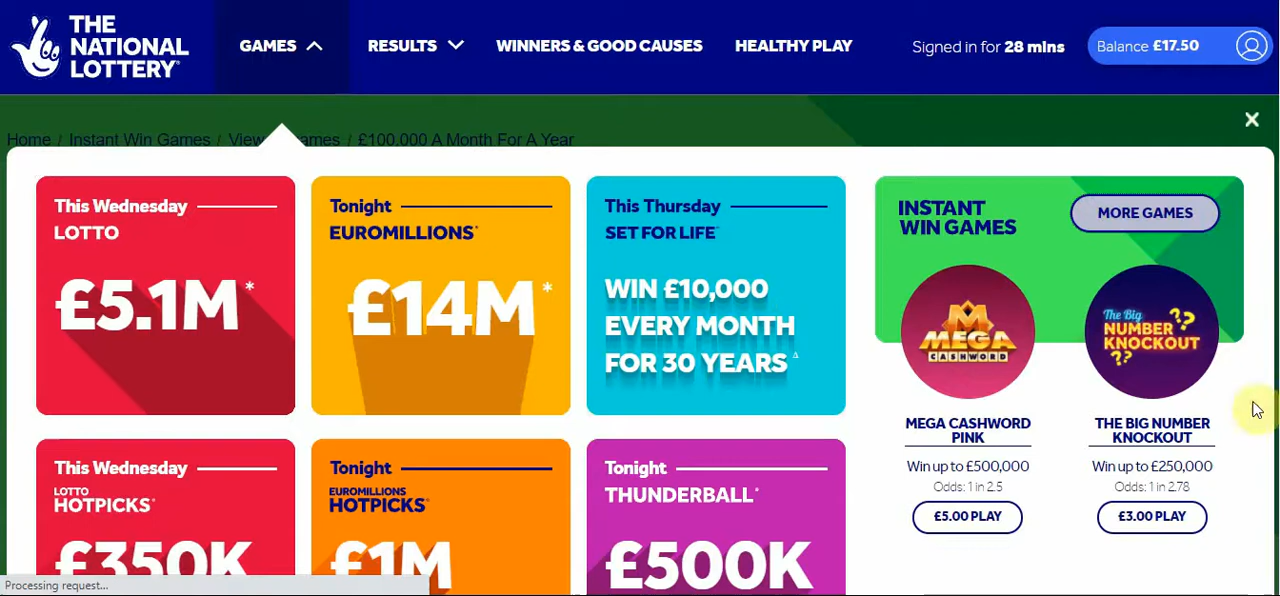 THE
NATIONAL
LOTTERY®
GAMES
RESULTS
WINNERS & GOOD CAUSES
HEALTHY PLAY
Signed in for 28 mins
Balance £17.50
Home / Instant Win Games / View ames / £100,000 A Month For A Year
This Wednesday
LOTTO
£5.1M*
Tonight
EUROMILLIONS®
£14M*
This Thursday
SET FOR LIFE
WIN £10,000
EVERY MONTH
FOR 30 YEARS Δ
INSTANT
WIN GAMES
MORE GAMES
M
MEGA
CASHWORD
The Big
NUMBER
KNOCKOUT
??
??
MEGA CASHWORD
PINK
Win up to £500,000
Odds: 1 in 2.5
£5.00 PLAY
THE BIG NUMBER
KNOCKOUT
Win up to £250,000
Odds: 1 in 2.78
£3.00 PLAY
This Wednesday
LOTTO
HOTPICKS®
£350K
Tonight
EUROMILLIONS
HOTPICKS®
£1M
Tonight
THUNDERBALL®
£500K
Processing request...